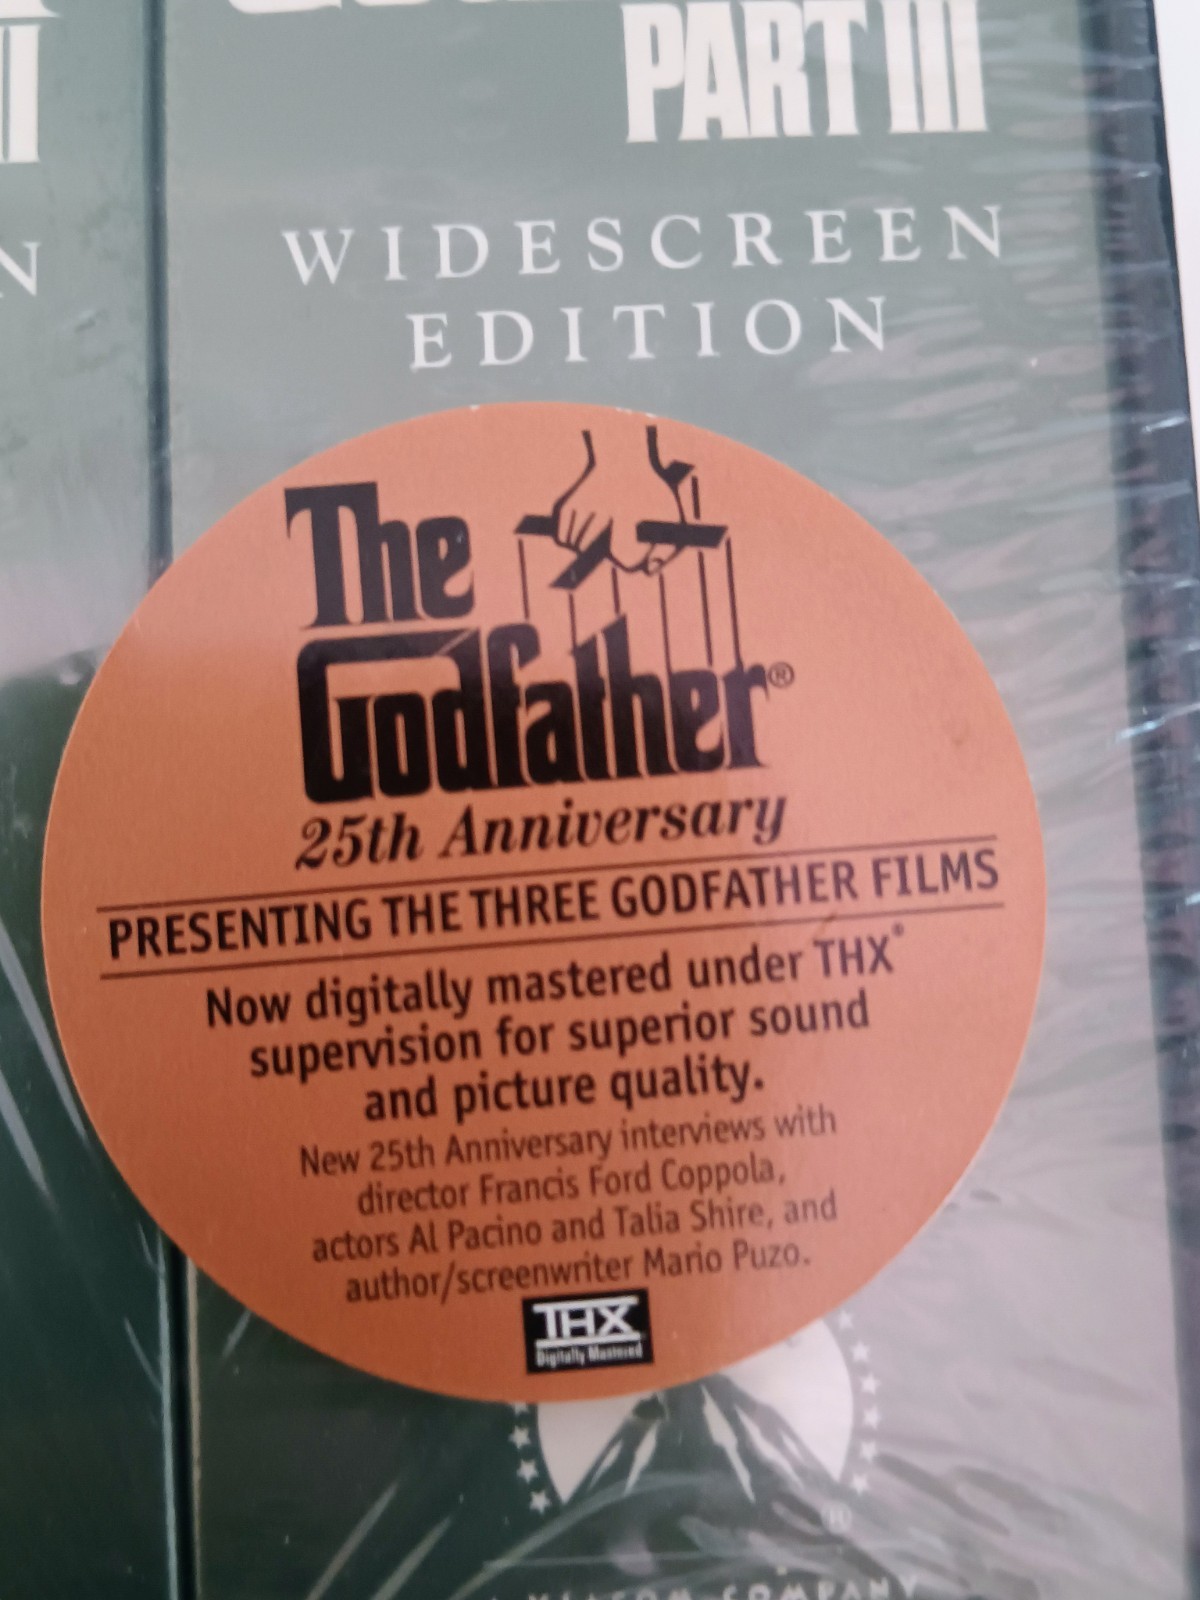 PART III
WIDESCREEN
EDITION
N
The
Godfather®
25th Anniversary
PRESENTING THE THREE GODFATHER FILMS
Now digitally mastered under THX®
supervision for superior sound
and picture quality.
New 25th Anniversary interviews with
director Francis Ford Coppola,
actors Al Pacino and Talia Shire, and
author/screenwriter Mario Puzo.
THX
Digitally Mastered
VIACOM COMPANY